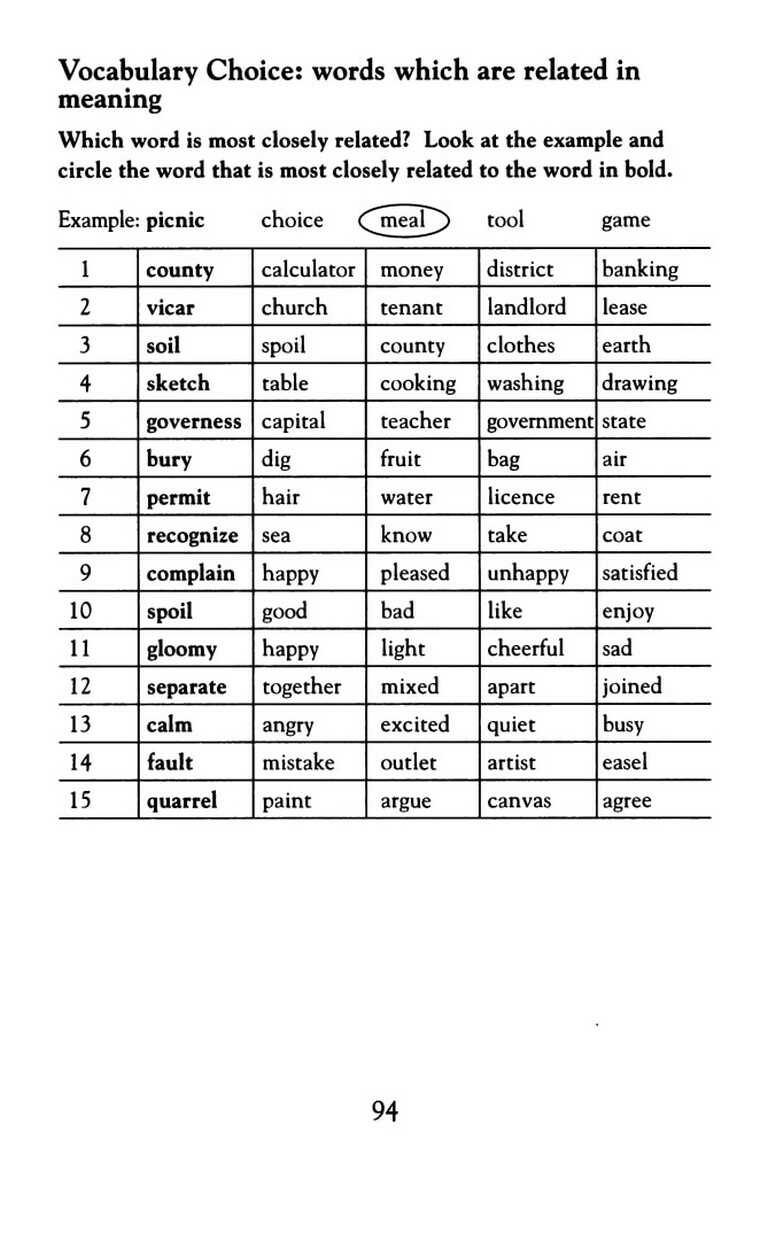 Vocabulary Choice: words which are related in
meaning
Which word is most closely related? Look at the example and
circle the word that is most closely related to the word in bold.
Example: picnic choice meal tool game
1 county calculator money district banking
2 vicar church tenant landlord lease
3 soil spoil county clothes earth
4 sketch table cooking washing drawing
5 governess capital teacher government state
6 bury dig fruit bag air
7 permit hair water licence rent
8 recognize sea know take coat
9 complain happy pleased unhappy satisfied
10 spoil good bad like enjoy
11 gloomy happy light cheerful sad
12 separate together mixed apart joined
13 calm angry excited quiet busy
14 fault mistake outlet artist easel
15 quarrel paint argue canvas agree
94